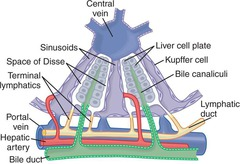 Central
vein
Sinusoids
Space of Disse
Terminal
lymphatics
Portal
vein
Hepatic
artery
Bile duct
Liver cell plate
Kupffer cell
Bile canaliculi
Lymphatic
duct